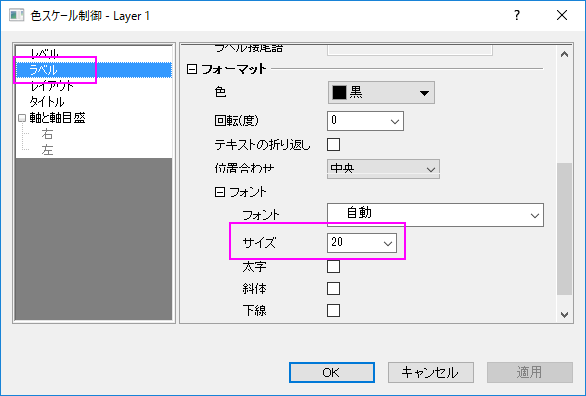 色スケール制御 - Layer 1
レベル
ラベル
レイアウト
タイトル
軸と軸目盛
右
左
ラベル接尾語
フォーマット
色 黒
回転(度) 0
テキストの折り返し
位置合わせ 中央
フォント
フォント 自動
サイズ 20
太字
斜体
下線
OK キャンセル 適用